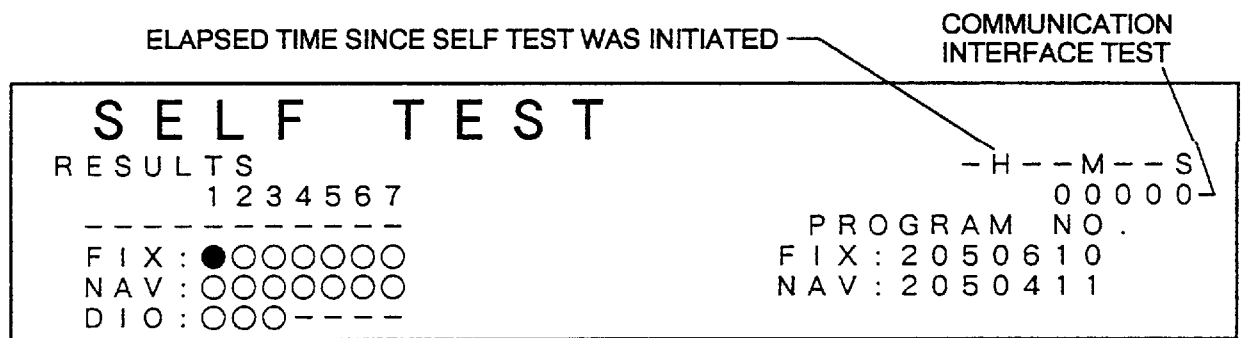 ELAPSED TIME SINCE SELF TEST WAS INITIATED
COMMUNICATION
INTERFACE TEST
SELF TEST
RESULTS
-H--M--S
1234567
00000
-----------
PROGRAM NO.
FIX:●○○○○○○
FIX:2050610
NAV:○○○○○○○
NAV:2050411
DIO:○○○----